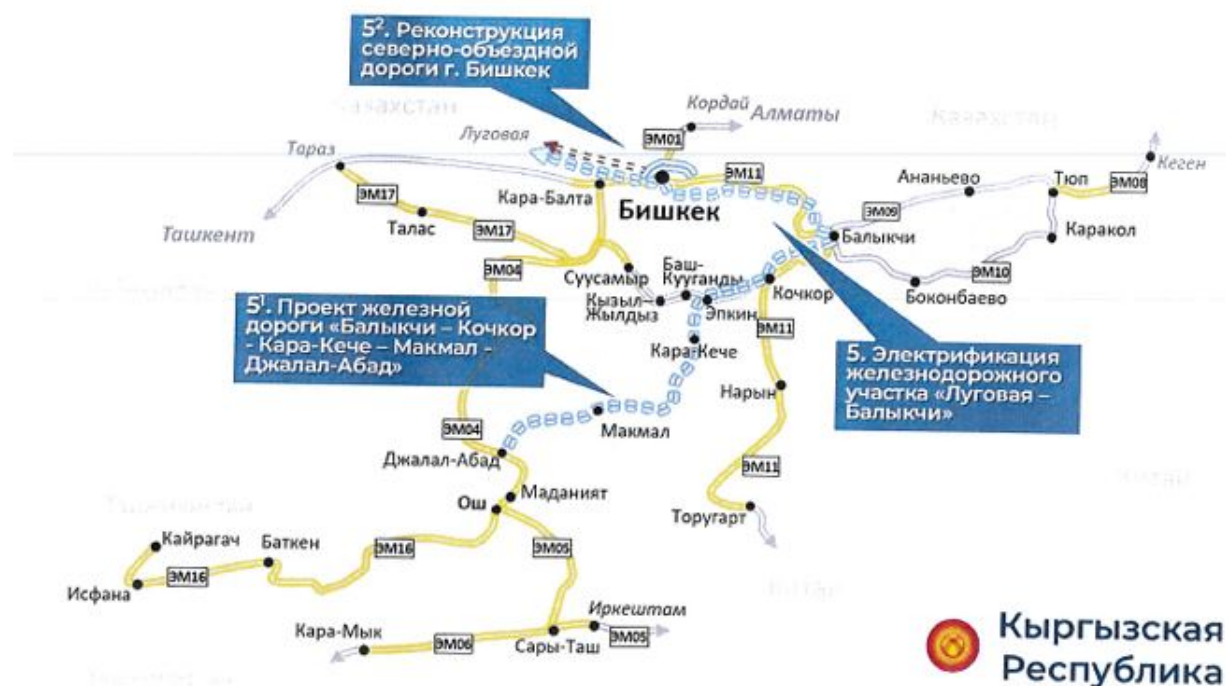 5². Реконструкция
северно-объездной
дороги г. Бишкек
Казахстан
Казахстан
Кордай
Алматы
Луговая
ЭМ01
Тараз
Кеген
ЭМ11
Ананьево
Тюп
ЭМ08
ЭМ17
Кара-Балта
Бишкек
ЭМ09
Талас
ЭМ17
Балыкчи
Каракол
Ташкент
ЭМ04
Суусамыр
Баш-
Кууганды
Кочкор
ЭМ10
Боконбаево
Кызыл-
Жылдыз
Эпкин
5¹. Проект железной
дороги «Балыкчи – Кочкор
- Кара-Кече – Макмал -
Джалал-Абад»
ЭМ11
Кара-Кече
5. Электрификация
железнодорожного
участка «Луговая –
Балыкчи»
Нарын
Макмал
ЭМ04
Джалал-Абад
ЭМ11
Маданият
Ош
Торугарт
Кайрагач
Баткен
ЭМ16
ЭМ05
Исфана
ЭМ16
Иркештам
Кара-Мык
ЭМ06
Сары-Таш
ЭМ05
Кыргызская
Республика